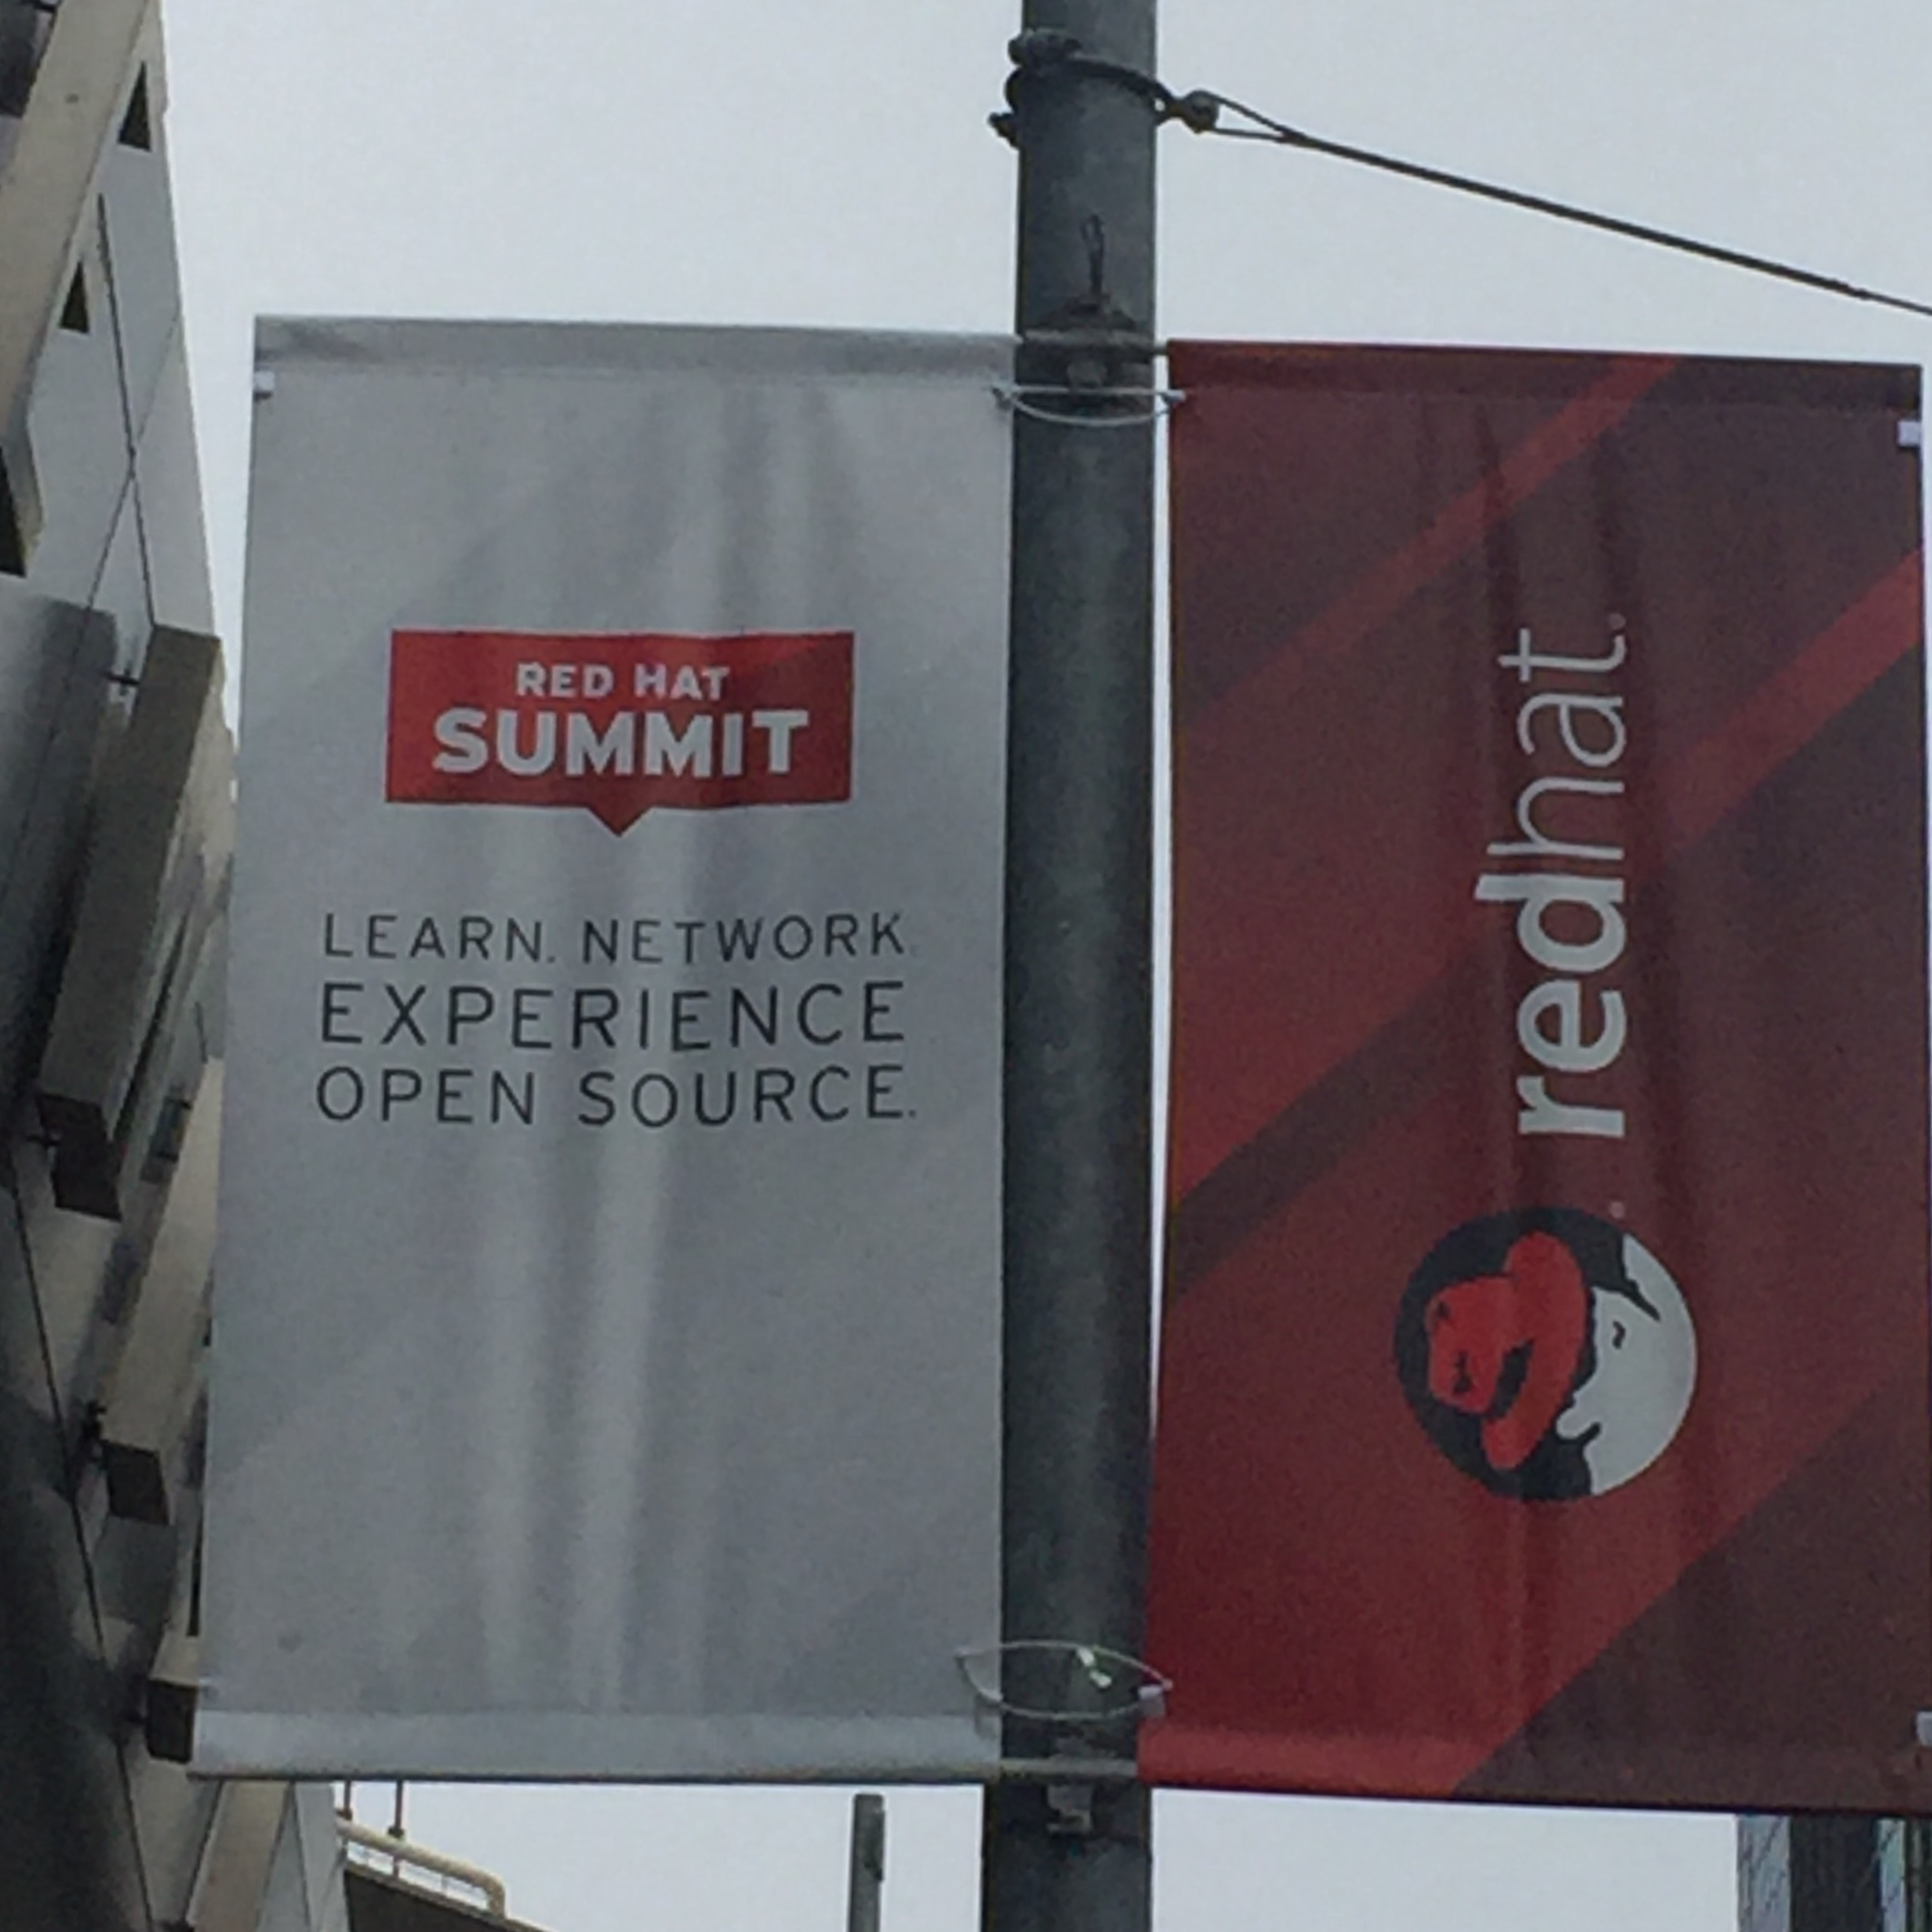 RED HAT
SUMMIT
LEARN. NETWORK.
EXPERIENCE
OPEN SOURCE.
redhat.